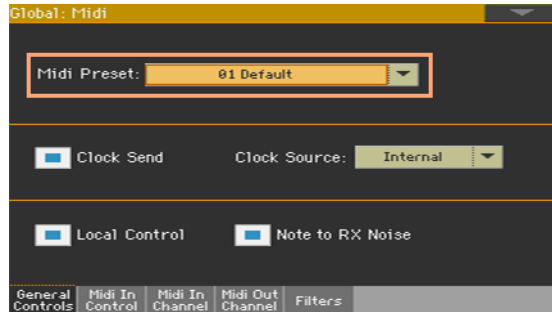 Global: Midi
Midi Preset: 01 Default
Clock Send Clock Source: Internal
Local Control Note to RX Noise
General Controls Midi In Control Midi In Channel Midi Out Channel Filters